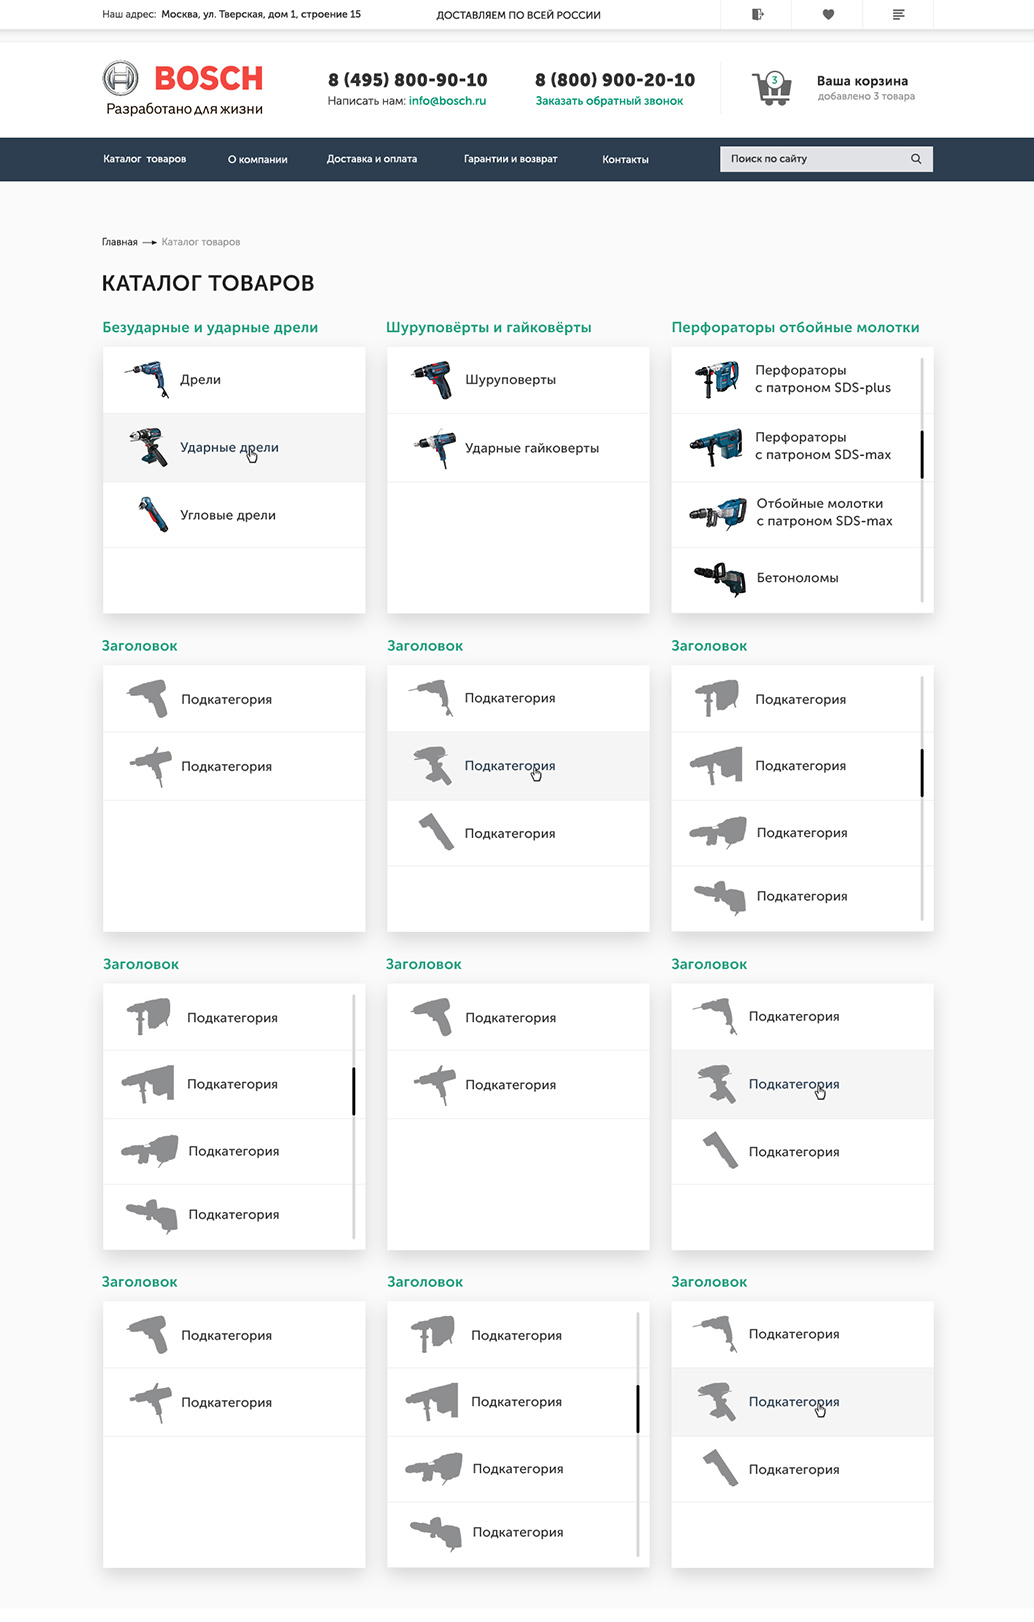 Наш адрес: Москва, ул. Тверская, дом 1, строение 15
ДОСТАВЛЯЕМ ПО ВСЕЙ РОССИИ
BOSCH
Разработано для жизни
8 (495) 800-90-10
Написать нам: info@bosch.ru
8 (800) 900-20-10
Заказать обратный звонок
3
Ваша корзина
добавлено 3 товара
Каталог товаров
О компании
Доставка и оплата
Гарантии и возврат
Контакты
Поиск по сайту
Главная
Каталог товаров
КАТАЛОГ ТОВАРОВ
Безударные и ударные дрели
Дрели
Ударные дрели
Угловые дрели
Шуруповёрты и гайковёрты
Шуруповерты
Ударные гайковерты
Перфораторы отбойные молотки
Перфораторы
с патроном SDS-plus
Перфораторы
с патроном SDS-max
Отбойные молотки
с патроном SDS-max
Бетоноломы
Заголовок
Подкатегория
Подкатегория
Заголовок
Подкатегория
Подкатегория
Подкатегория
Заголовок
Подкатегория
Подкатегория
Подкатегория
Подкатегория
Заголовок
Подкатегория
Подкатегория
Подкатегория
Подкатегория
Заголовок
Подкатегория
Подкатегория
Заголовок
Подкатегория
Подкатегория
Подкатегория
Заголовок
Подкатегория
Подкатегория
Заголовок
Подкатегория
Подкатегория
Подкатегория
Подкатегория
Заголовок
Подкатегория
Подкатегория
Подкатегория